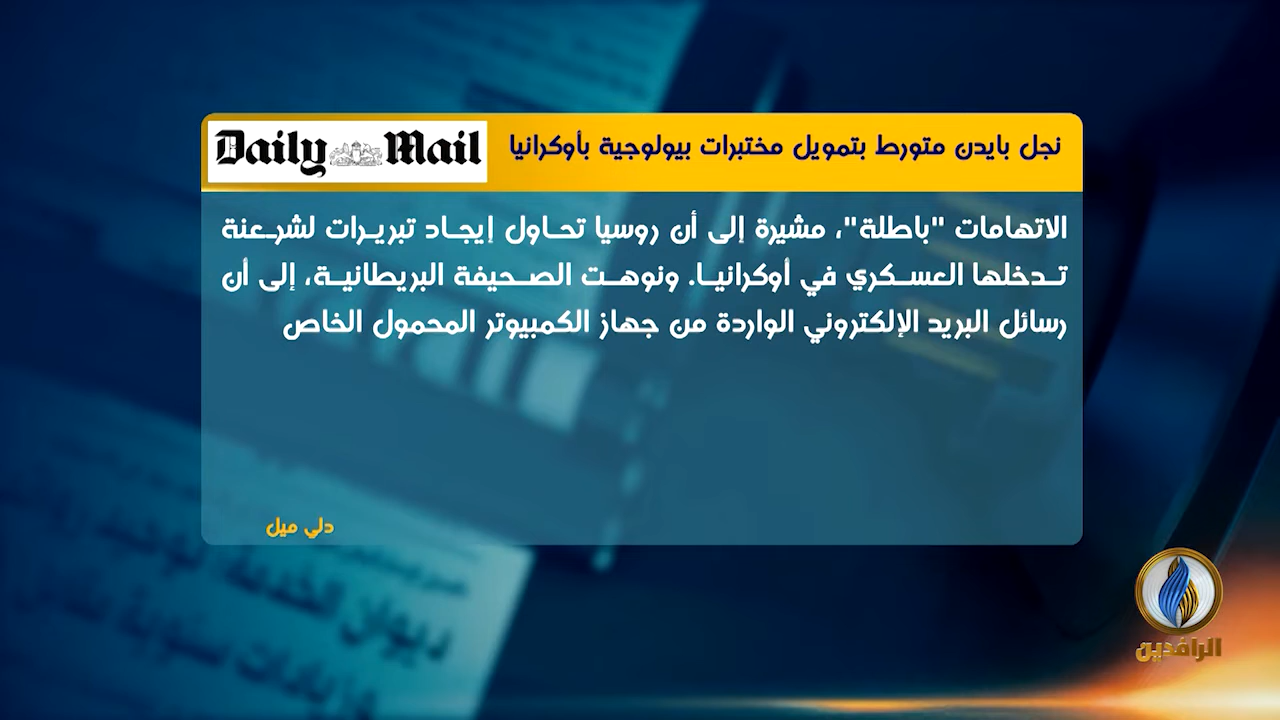 نجل بايدن متورط بتمويل مختبرات بيولوجية بأوكرانيا
Daily Mail
الاتهامات "باطلة"، مشيرة إلى أن روسيا تحاول إيجاد تبريرات لشرعنة
تدخلها العسكري في أوكرانيا. ونوهت الصحيفة البريطانية، إلى أن
رسائل البريد الإلكتروني الواردة من جهاز الكمبيوتر المحمول الخاص
دلي ميل
ديوان الخدمة:
الرافدين